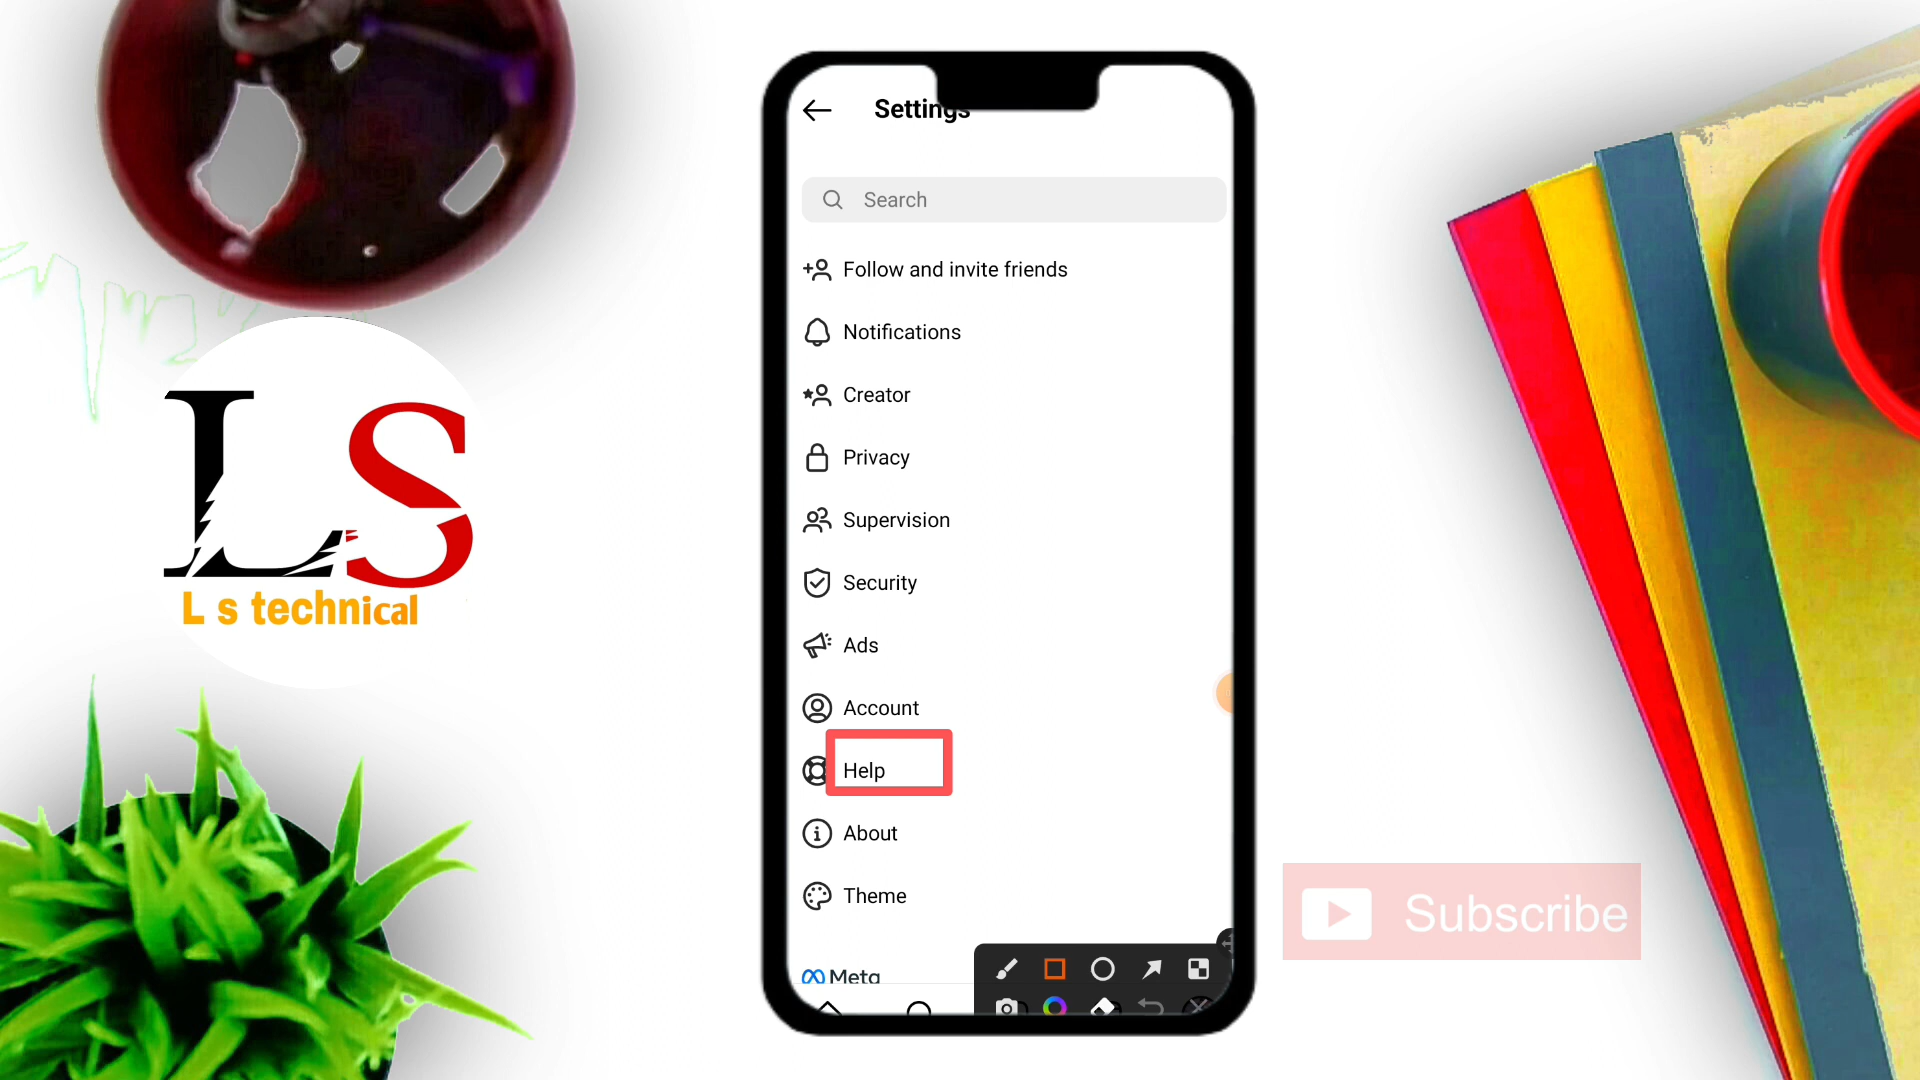 Settings
Search
Follow and invite friends
Notifications
Creator
Privacy
Supervision
Security
Ads
Account
Help
About
Theme
Meta
LS
L s technical
Subscribe